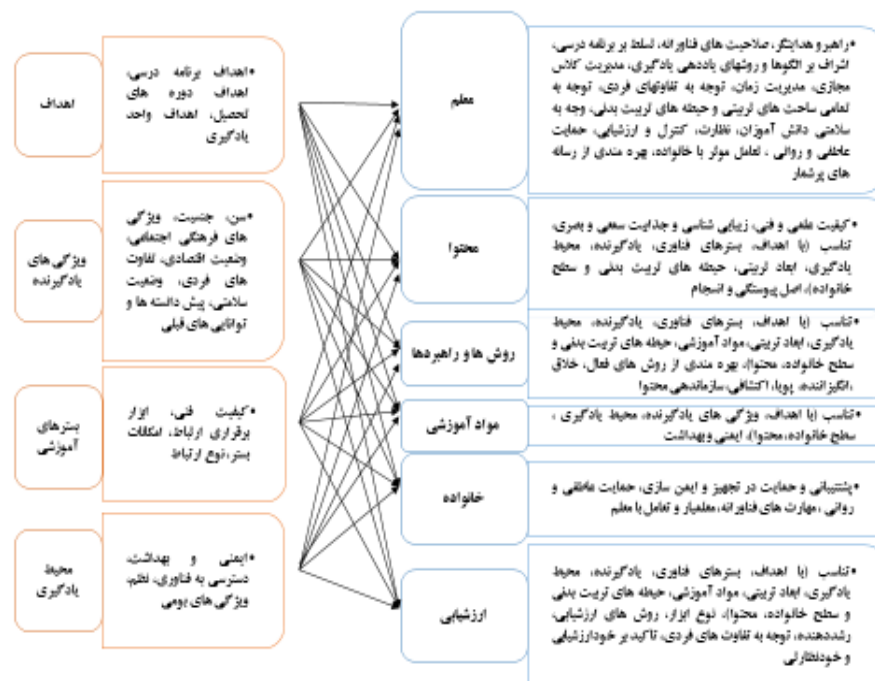 معلم
•راهبر و هدایتگر، صلاحیت های فناورانه، تسلط بر برنامه درسی،
اشراف بر الگوها و روشهای یاددهی یادگیری، مدیریت کلاس
مجازی، مدیریت زمان، توجه به تفاوتهای فردی، توجه به
تمامی ساحت های تربیتی و حیطه های تربیت بدنی، وجه به
سلامتی دانش آموزان، نظارت، کنترل و ارزشیابی، حمایت
عاطفی و روانی ، تعامل موثر با خانواده، بهره مندی از رسانه
های پرشمار
محتوا
•کیفیت علمی و فنی، زیبایی شناسی و جذابیت سمعی و بصری،
تناسب (با اهداف، بسترهای فناوری، یادگیرنده، محیط
یادگیری، ابعاد تربیتی، حیطه های تربیت بدنی و سطح
خانواده)، اصل پیوستگی و انسجام
روش ها و راهبردها
•تناسب (با اهداف، بسترهای فناوری، یادگیرنده، محیط
یادگیری، ابعاد تربیتی، مواد آموزشی، حیطه های تربیت بدنی و
سطح خانواده، محتوا)، بهره مندی از روش های فعال، خلاق
،انگیزاننده، پویا، اکتشافی، سازماندهی محتوا
مواد آموزشی
•تناسب (با اهداف، ویژگی های یادگیرنده، محیط یادگیری ،
سطح خانواده، محتوا)، ایمنی وبهداشت
خانواده
•پشتیبانی و حمایت در تجهیز و ایمن سازی، حمایت عاطفی و
روانی ، مهارت های فناورانه، معلمیار و تعامل با معلم
ارزشیابی
•تناسب (با اهداف، بسترهای فناوری، یادگیرنده، محیط
یادگیری، ابعاد تربیتی، مواد آموزشی، حیطه های تربیت بدنی
و سطح خانواده، محتوا)، نوع ابزار، روش های ارزشیابی،
رشددهنده، توجه به تفاوت های فردی، تاکید بر خودارزشیابی
و خودنظارتی
•اهداف برنامه درسی،
اهداف دوره های
تحصیل، اهداف واحد
یادگیری
اهداف
•سن، جنسیت، ویژگی
های فرهنگی اجتماعی،
وضعیت اقتصادی، تفاوت
های فردی، وضعیت
سلامتی، پیش دانسته ها و
توانایی های قبلی
ویژگی های
یادگیرنده
•کیفیت فنی، ابزار
برقراری ارتباط، امکانات
بستر، نوع ارتباط
بسترهای
آموزشی
•ایمنی و بهداشت،
دسترسی به فناوری، نظم،
ویژگی های بومی
محیط
یادگیری